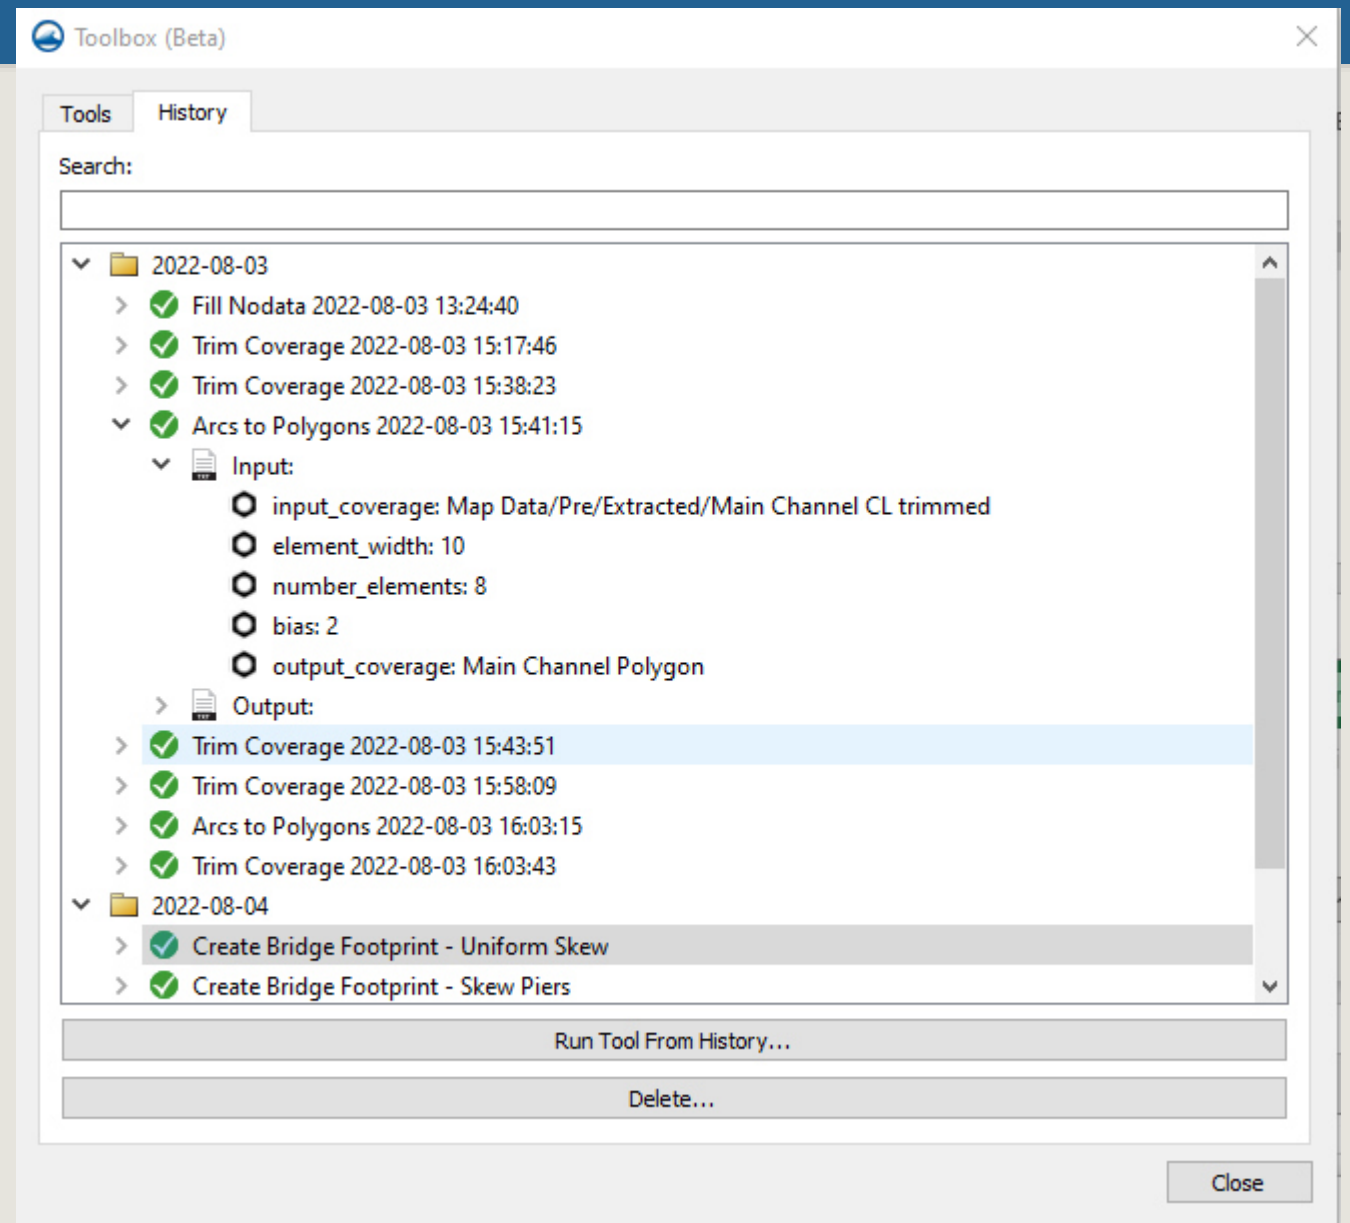 Toolbox (Beta)
Tools
History
Search:
2022-08-03
Fill Nodata 2022-08-03 13:24:40
Trim Coverage 2022-08-03 15:17:46
Trim Coverage 2022-08-03 15:38:23
Arcs to Polygons 2022-08-03 15:41:15
Input:
input_coverage: Map Data/Pre/Extracted/Main Channel CL trimmed
element_width: 10
number_elements: 8
bias: 2
output_coverage: Main Channel Polygon
Output:
Trim Coverage 2022-08-03 15:43:51
Trim Coverage 2022-08-03 15:58:09
Arcs to Polygons 2022-08-03 16:03:15
Trim Coverage 2022-08-03 16:03:43
2022-08-04
Create Bridge Footprint - Uniform Skew
Create Bridge Footprint - Skew Piers
Run Tool From History...
Delete...
Close